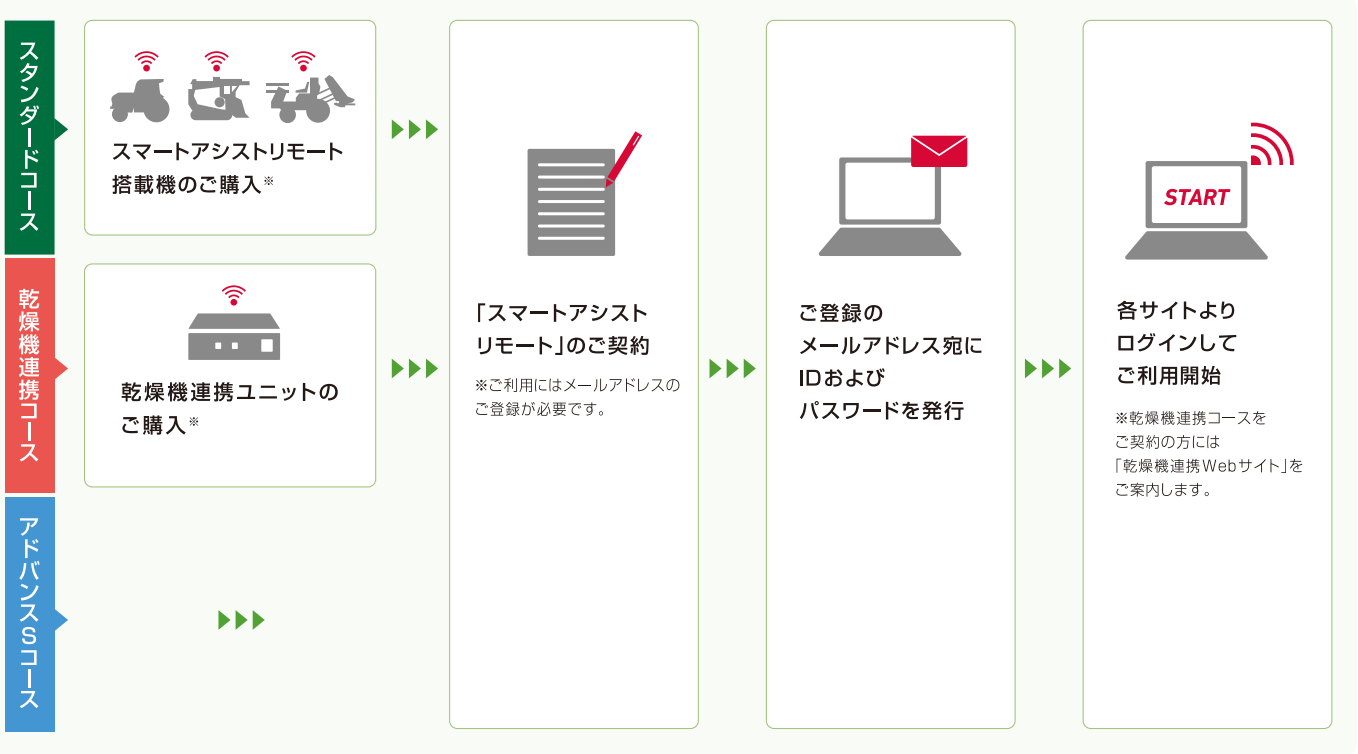 スタンダードコース
スマートアシストリモート
搭載機のご購入※
乾燥機連携コース
乾燥機連携ユニットの
ご購入※
アドバンスSコース
「スマートアシスト
リモート」のご契約
※ご利用にはメールアドレスの
ご登録が必要です。
ご登録の
メールアドレス宛に
IDおよび
パスワードを発行
START
各サイトより
ログインして
ご利用開始
※乾燥機連携コースを
ご契約の方には
「乾燥機連携Webサイト」を
ご案内します。